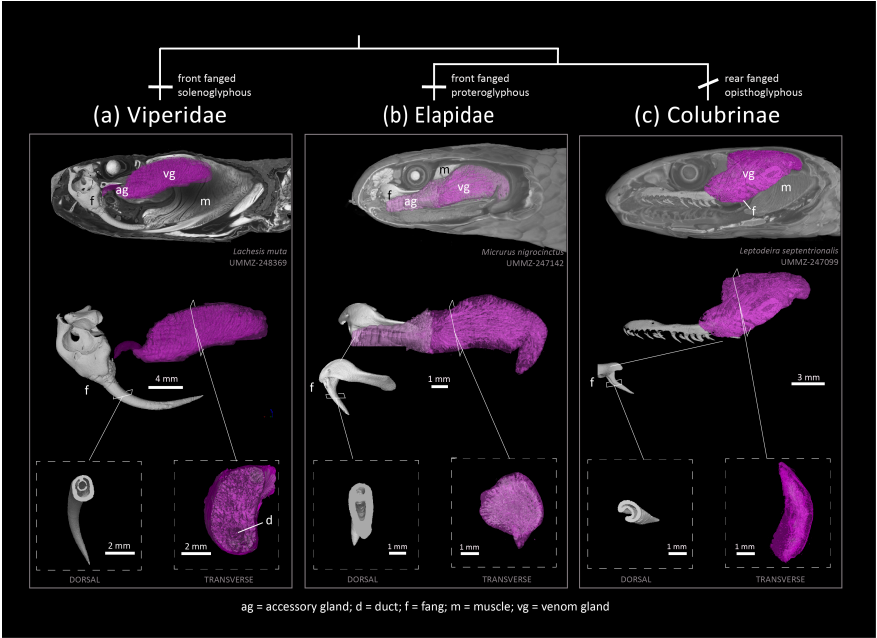 front fanged
solenoglyphous
front fanged
proteroglyphous
rear fanged
opisthoglyphous
(a) Viperidae
(b) Elapidae
(c) Colubrinae
vg
ag
f
m
Lachesis muta
UMMZ-248369
m
vg
f
ag
Micrurus nigrocinctus
UMMZ-247142
vg
m
f
Leptodeira septentrionalis
UMMZ-247099
f
4 mm
f
1 mm
f
3 mm
d
2 mm
2 mm
1 mm
1 mm
1 mm
1 mm
DORSAL
TRANSVERSE
DORSAL
TRANSVERSE
DORSAL
TRANSVERSE
ag = accessory gland; d = duct; f = fang; m = muscle; vg = venom gland